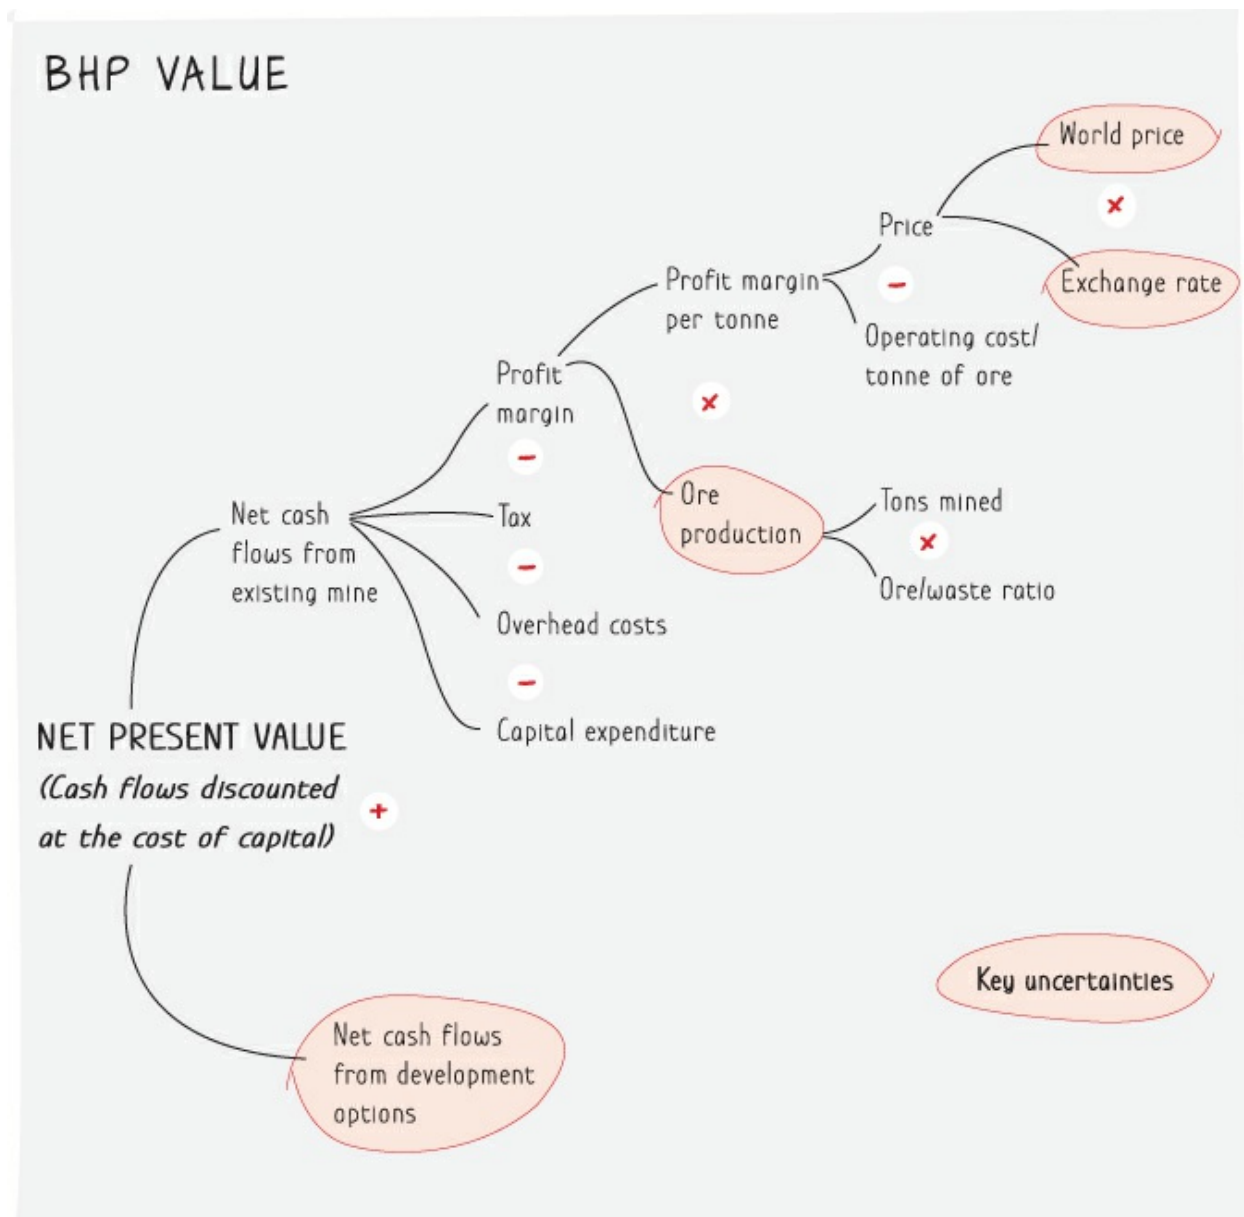 BHP VALUE
World price
×
Price
Exchange rate
Profit margin
per tonne
−
Operating cost/
tonne of ore
Profit
margin
×
−
Ore
production
Tons mined
×
Ore/waste ratio
Net cash
flows from
existing mine
Tax
−
Overhead costs
−
Capital expenditure
NET PRESENT VALUE
(Cash flows discounted
at the cost of capital)
+
Key uncertainties
Net cash flows
from development
options